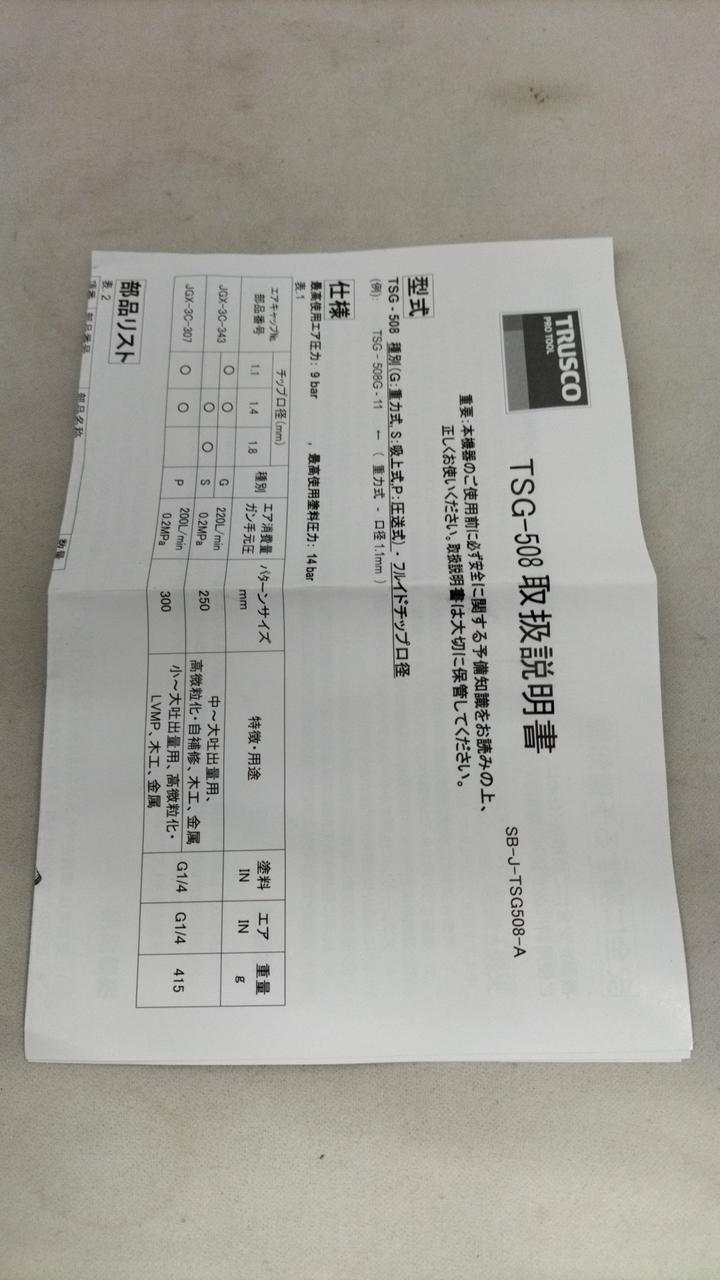 TRUSCO
PRO TOOL
TSG-508 取扱説明書
SB-J-TSG508-A
重要:本機器のご使用前に必ず安全に関する予備知識をお読みの上、
正しくお使いください。取扱説明書は大切に保管してください。
型式
TSG-508 種別(G:重力式、S:吸上式,P:圧送式)・フルイドチップ口径
(例): TSG-508G-11 ← ( 重力式 - 口径1.1mm )
仕様
最高使用エア圧力: 9 bar , 最高使用塗料圧力: 14 bar
表.1
エアキャップ№ 部品番号 チップ口径(mm) 種別 エア消費量 ガン手元圧 パターンサイズ mm 特徴・用途 塗料 IN エア IN 重量 g
1.1 1.4 1.8
JGX-3C-343 ○ ○ G 220L/min 0.2MPa 250 中~大吐出量用、高微粒化・自補修、木工、金属 G1/4 G1/4 415
○ ○ S
JGX-3C-307 ○ ○ P 200L/min 0.2MPa 300 小~大吐出量用、高微粒化・LVMP、木工、金属
部品リスト
表.2
部品番号 部品名称 数量